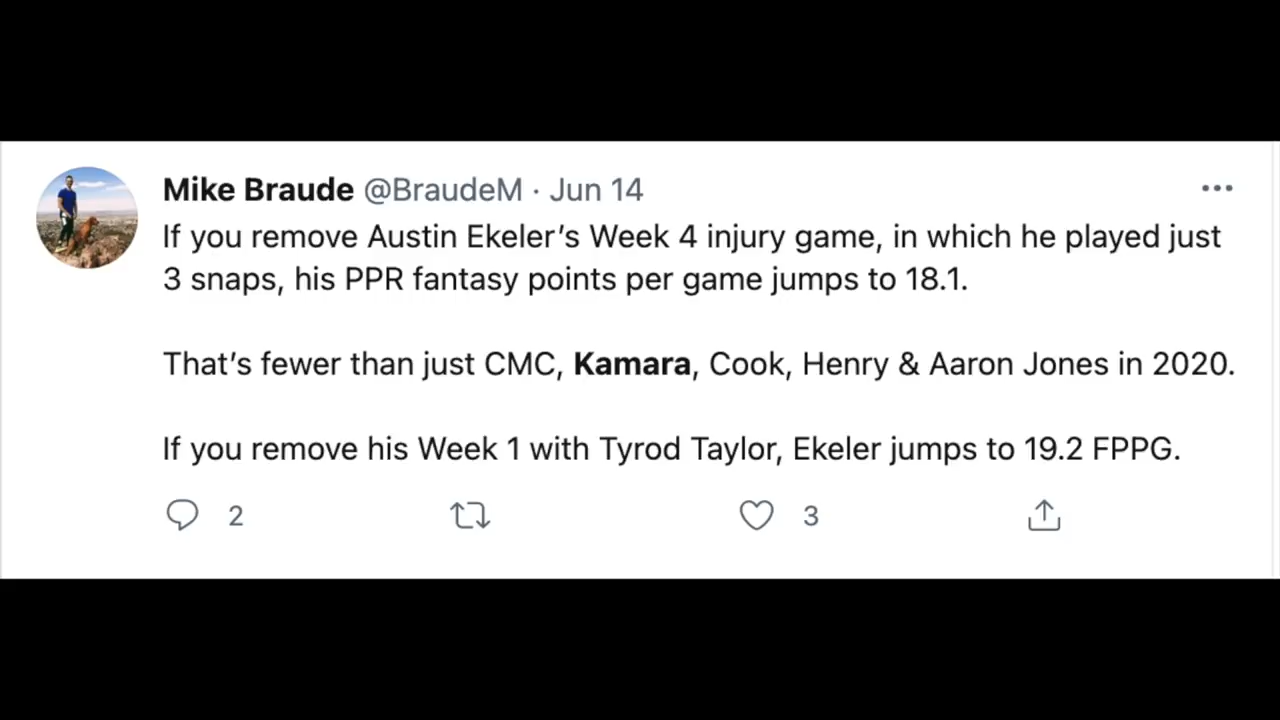 Mike Braude @BraudeM · Jun 14
If you remove Austin Ekeler’s Week 4 injury game, in which he played just
3 snaps, his PPR fantasy points per game jumps to 18.1.
That’s fewer than just CMC, Kamara, Cook, Henry & Aaron Jones in 2020.
If you remove his Week 1 with Tyrod Taylor, Ekeler jumps to 19.2 FPPG.
2 3